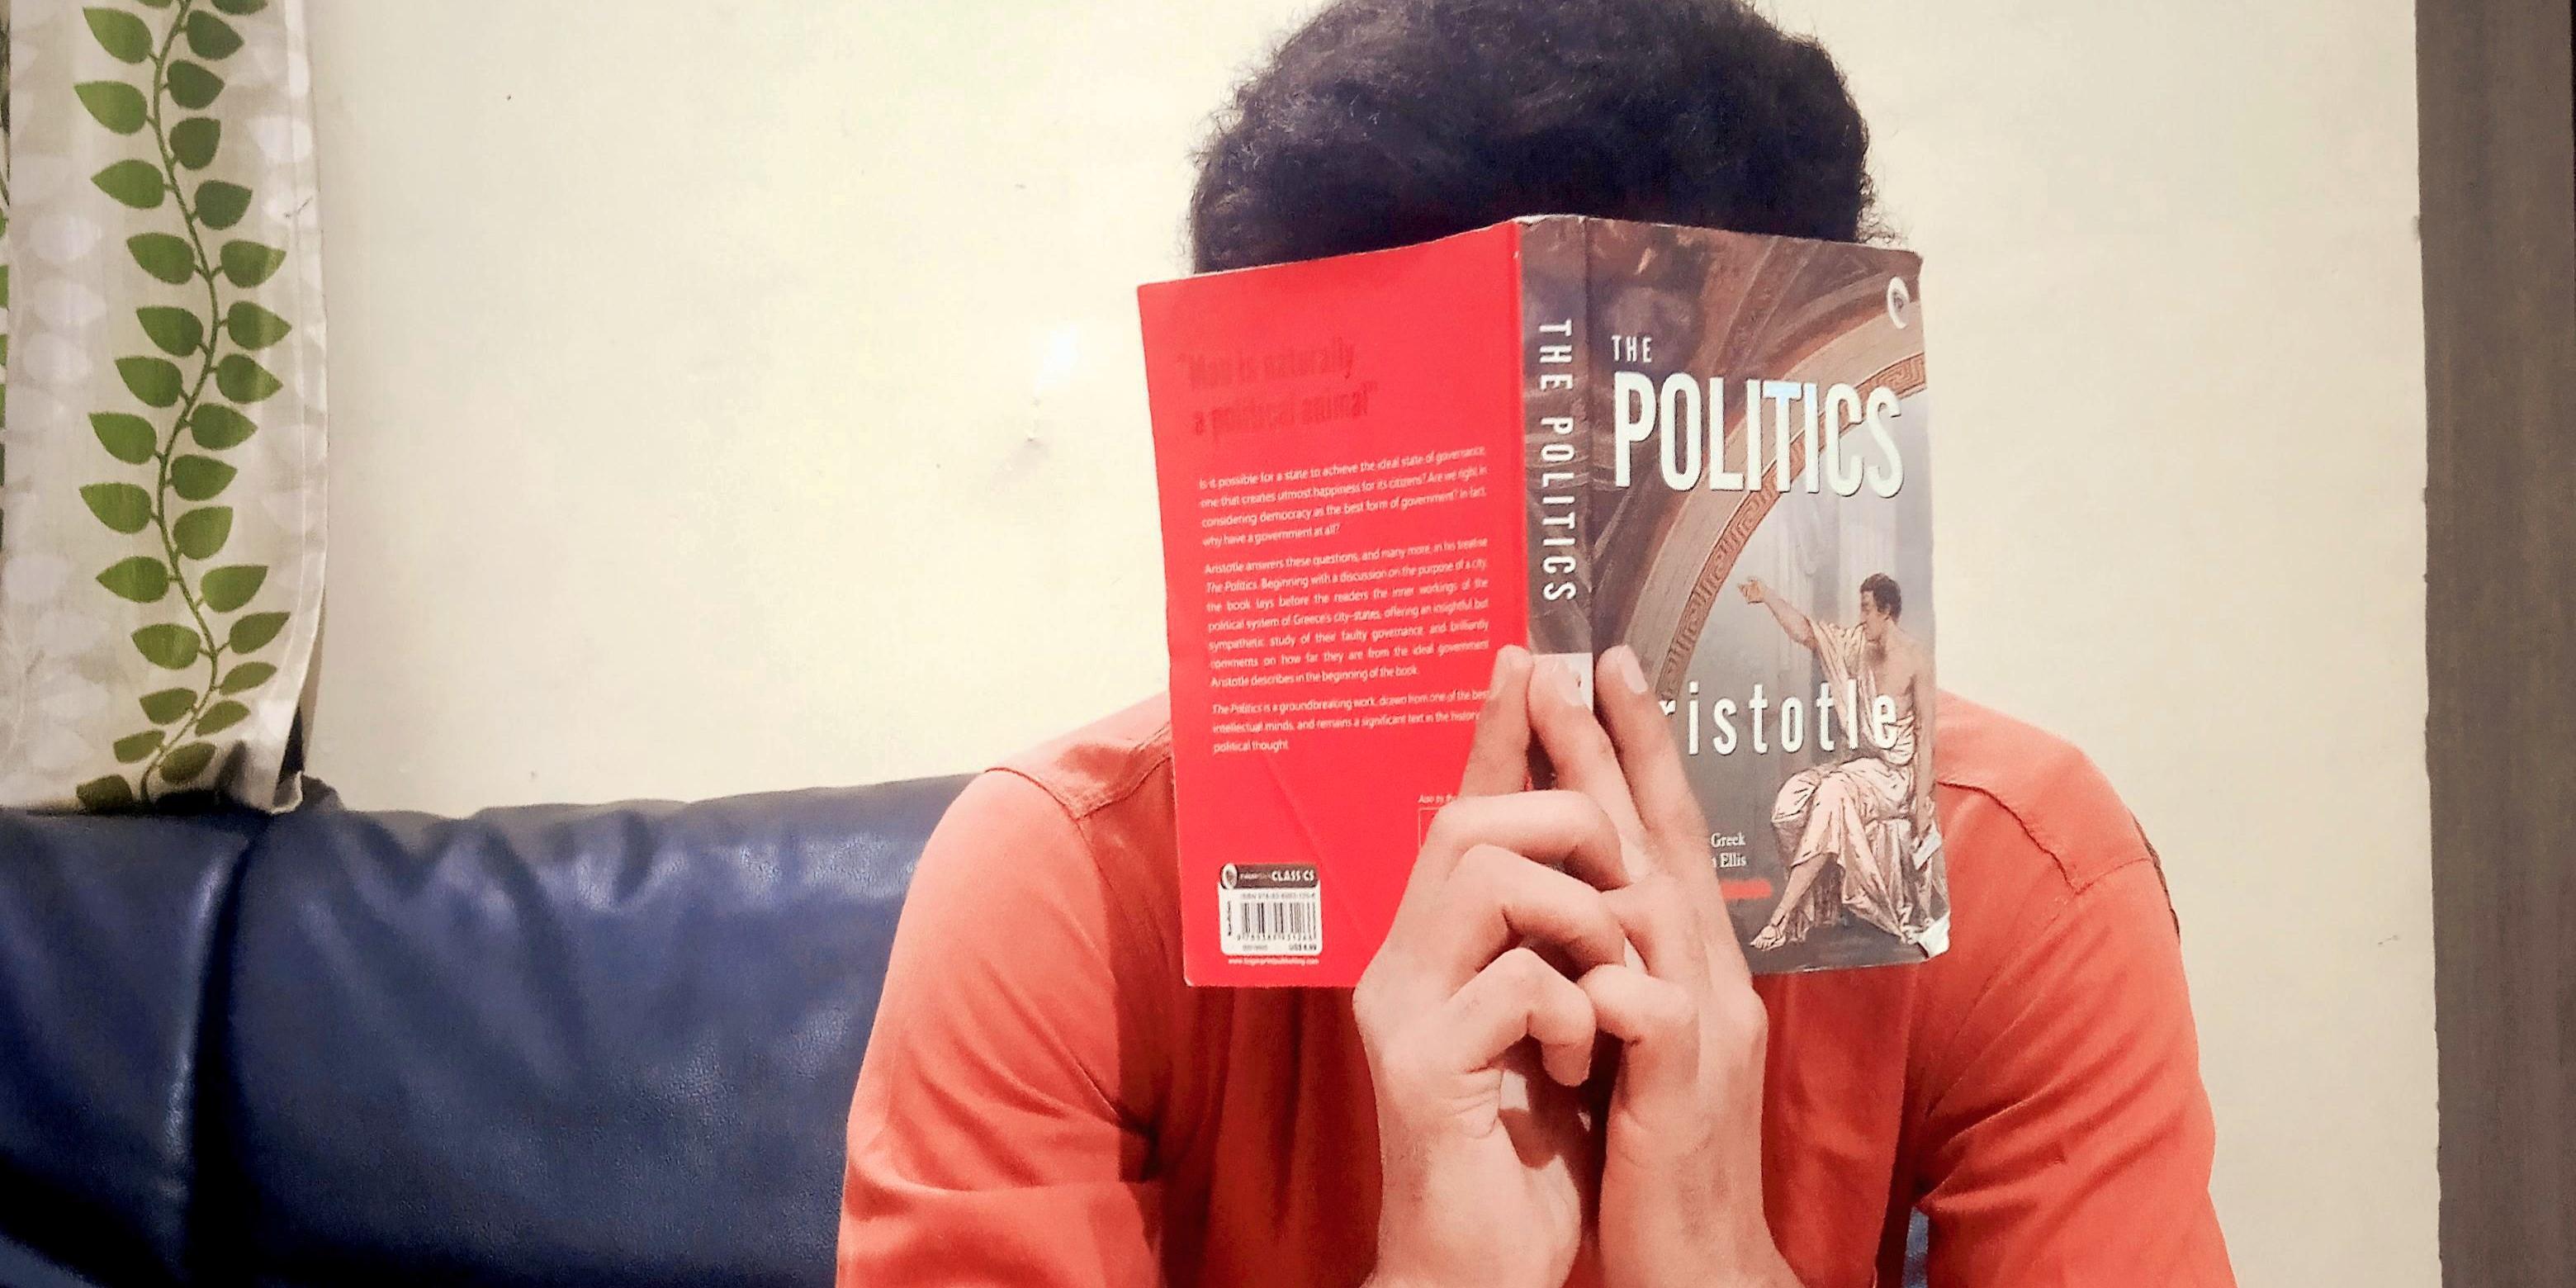 "Man is naturally
a political animal"
Is it possible for a state to achieve the ideal state of governance,
one that creates utmost happiness for its citizens? Are we right in
considering democracy as the best form of government? In fact,
why have a government at all?
Aristotle answers these questions, and many more, in his treatise
The Politics. Beginning with a discussion on the purpose of a city,
the book lays before the readers the inner workings of the
political system of Greece's city-states, offering an insightful but
sympathetic study of their faulty governance, and brilliantly
comments on how far they are from the ideal government
Aristotle describes in the beginning of the book.
The Politics is a groundbreaking work, drawn from one of the best
intellectual minds, and remains a significant text in the
political thought.
Also by
CLASSICS
www.fingerprintpublishing.com
THE POLITICS
THE
POLITICS
ristotle
Greek
Ellis